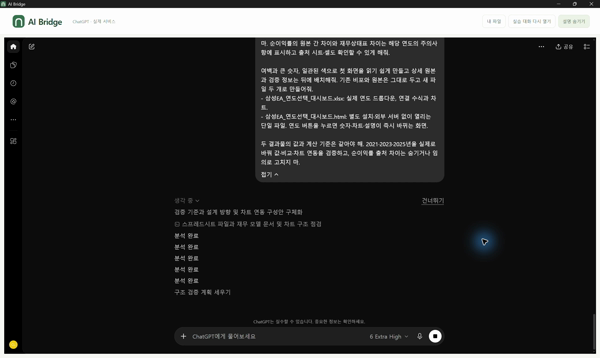 AI Bridge
AI Bridge
ChatGPT · 실제 서비스
내 파일
실습 대화 다시 열기
설명 숨기기
공유
마. 순이익률의 원본 간 차이와 재무상태표 차이는 해당 연도의 주의사
항에 표시하고 출처 시트·셀도 확인할 수 있게 해줘.
여백과 큰 숫자, 일관된 색으로 첫 화면을 읽기 쉽게 만들고 상세 원본
과 검증 정보는 뒤에 배치해줘. 기존 비모와 원본은 그대로 두고 새 파
일 두 개로 만들어줘.
- 삼성EA_연도선택_대시보드.xlsx: 실제 연도 드롭다운, 연결 수식과 차
트.
- 삼성EA_연도선택_대시보드.html: 별도 설치·외부 서버 없이 열리는
단일 파일. 연도 버튼을 누르면 숫자·차트·설명이 즉시 바뀌는 화면.
두 결과물의 값과 계산 기준은 같아야 해. 2021·2023·2025년을 실제로
바꿔 값·비교·차트 연동을 검증하고, 순이익률 출처 차이는 숨기거나 임
의로 고치지 마.
접기
생각 중
건너뛰기
검증 기준과 설계 방향 및 차트 연동 구성안 구체화
스프레드시트 파일과 재무 모델 문서 및 차트 구조 점검
분석 완료
분석 완료
분석 완료
분석 완료
분석 완료
구조 검증 계획 세우기
ChatGPT는 실수할 수 있습니다. 중요한 정보는 확인하세요.
ChatGPT에게 물어보세요
6 Extra High